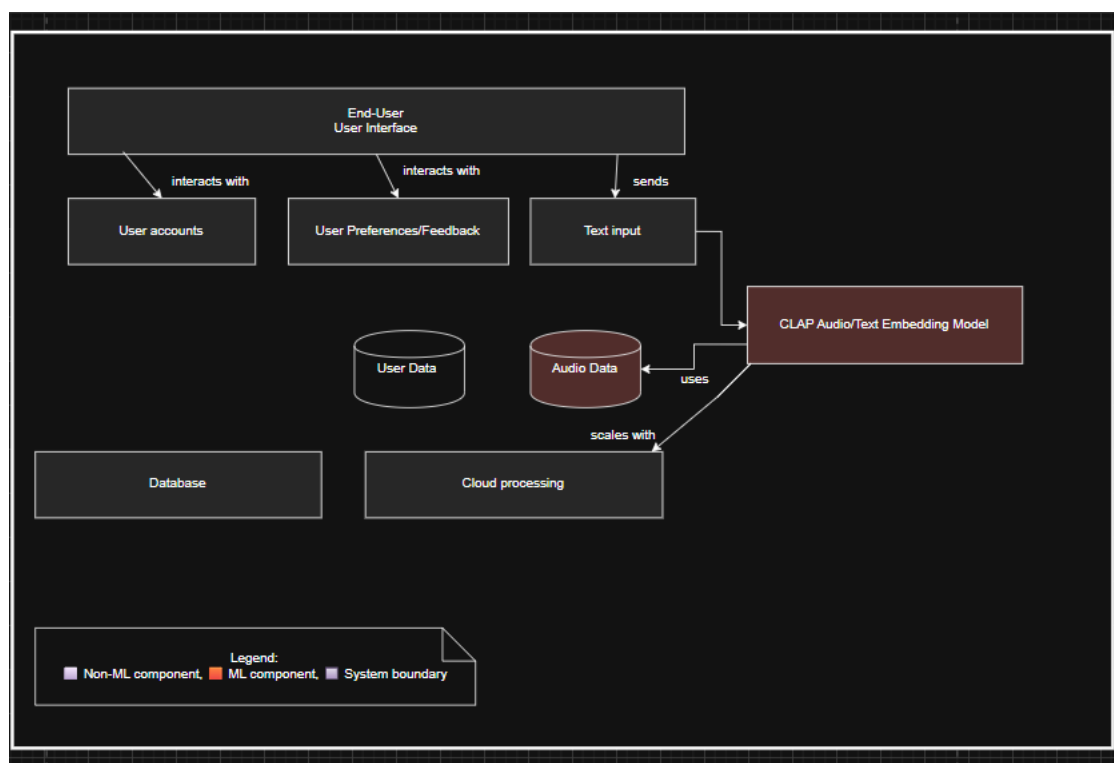 End-User
User Interface
interacts with
interacts with
sends
User accounts
User Preferences/Feedback
Text input
CLAP Audio/Text Embedding Model
User Data
Audio Data
uses
scales with
Database
Cloud processing
Legend:
Non-ML component, ML component, System boundary